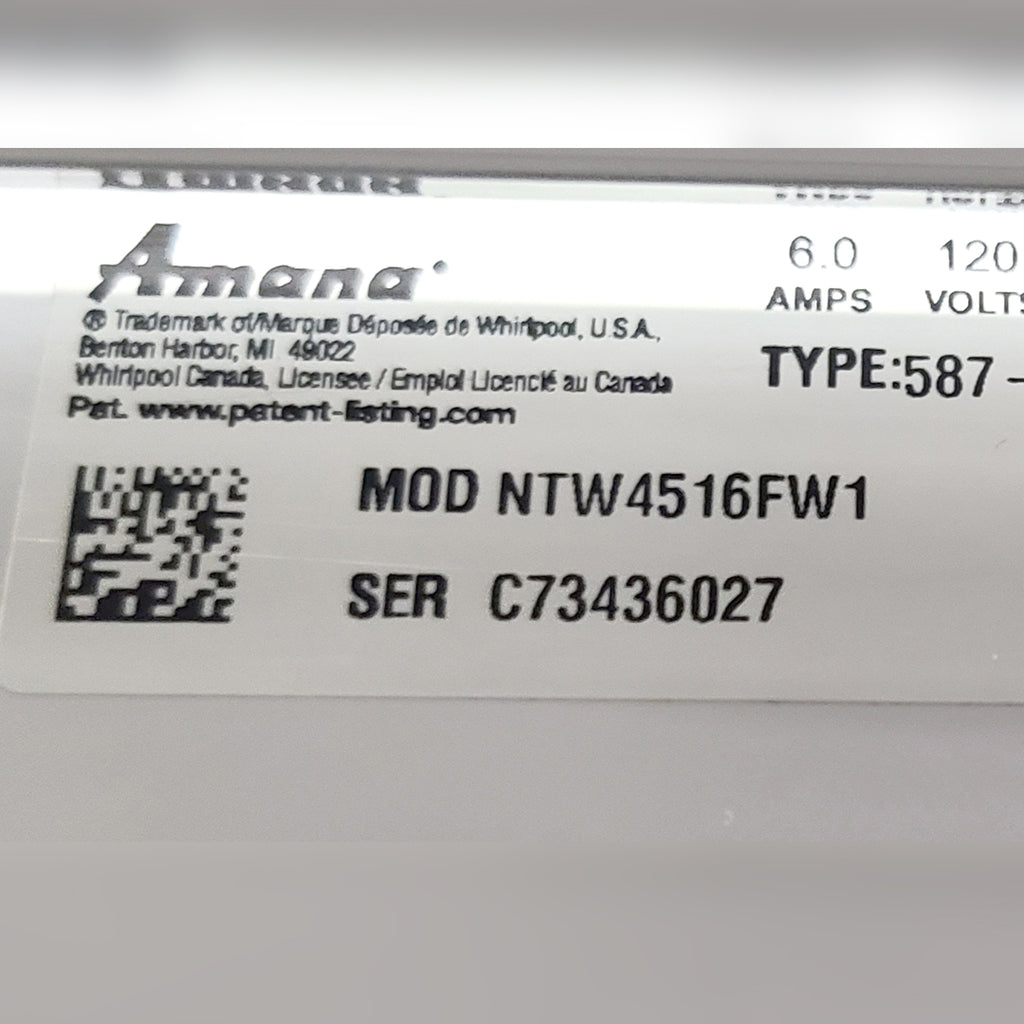 Amana
6.0 120
AMPS VOLTS
® Trademark of/Marque Déposée de Whirlpool, U.S.A.,
Benton Harbor, MI 49022
Whirlpool Canada, Licensee / Emploi Licencié au Canada
Pat. www.patent-listing.com
TYPE:587 -
MOD NTW4516FW1
SER C73436027